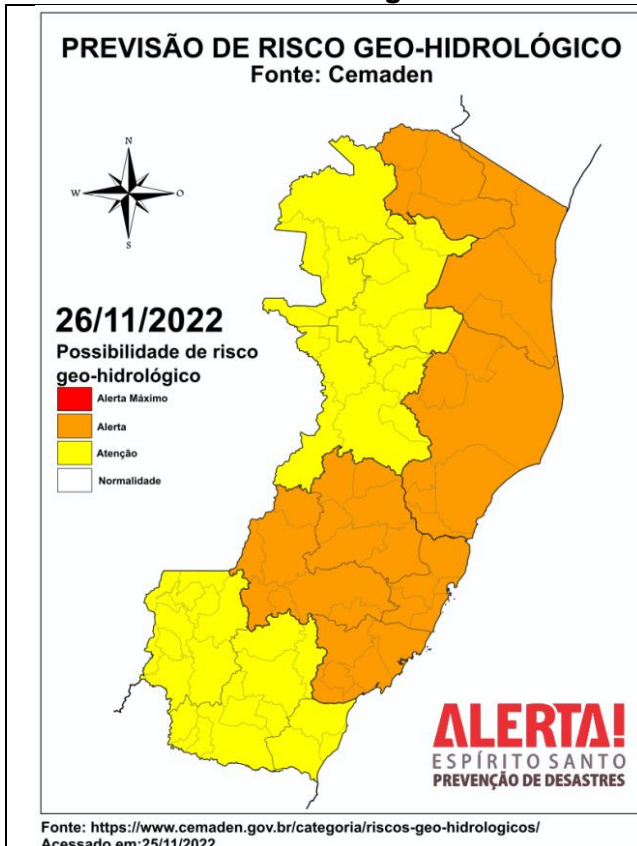 PREVISÃO DE RISCO GEO-HIDROLÓGICO
Fonte: Cemaden
N
W
O
S
26/11/2022
Possibilidade de risco
geo-hidrológico
Alerta Máximo
Alerta
Atenção
Normalidade
ALERTA!
ESPÍRITO SANTO
PREVENÇÃO DE DESASTRES
Fonte: https://www.cemaden.gov.br/categoria/riscos-geo-hidrologicos/
Acessado em:25/11/2022